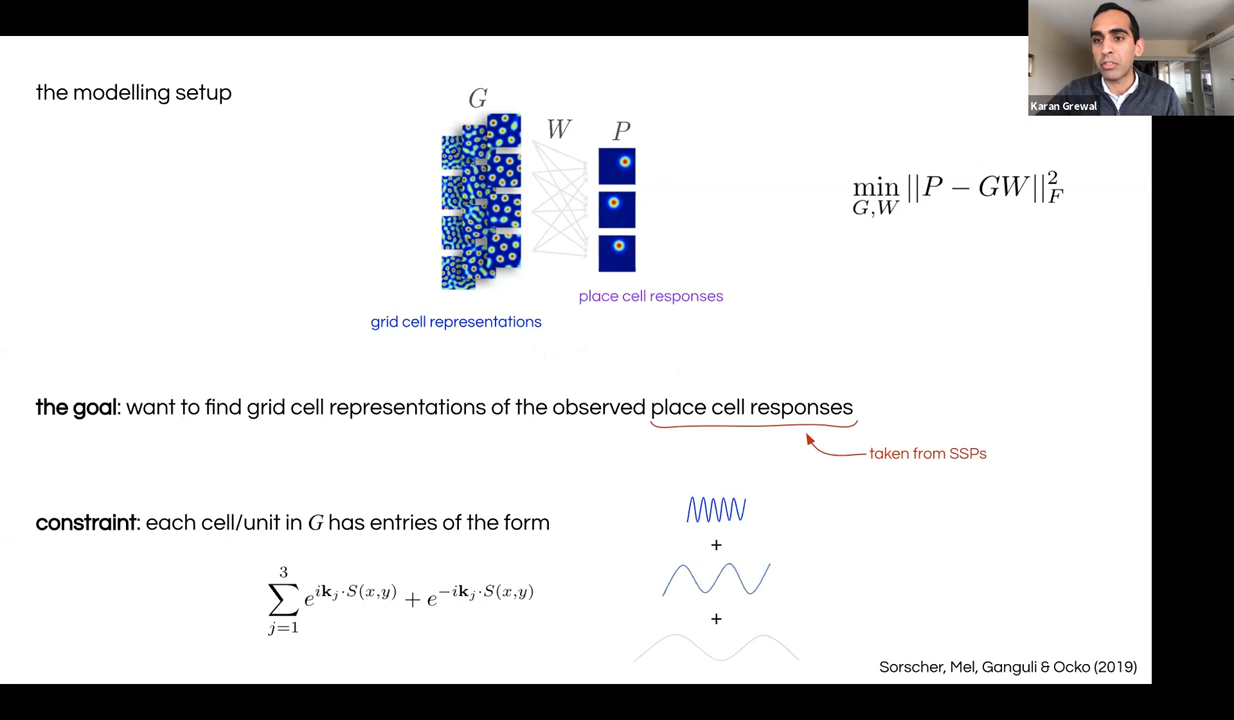 the modelling setup
G
W
P
Karan Grewal
min ||P − GW||²_F
G,W
place cell responses
grid cell representations
the goal: want to find grid cell representations of the observed place cell responses
taken from SSPs
constraint: each cell/unit in G has entries of the form
+
3
∑ e^{ik_j·S(x,y)} + e^{−ik_j·S(x,y)}
j=1
+
Sorscher, Mel, Ganguli & Ocko (2019)